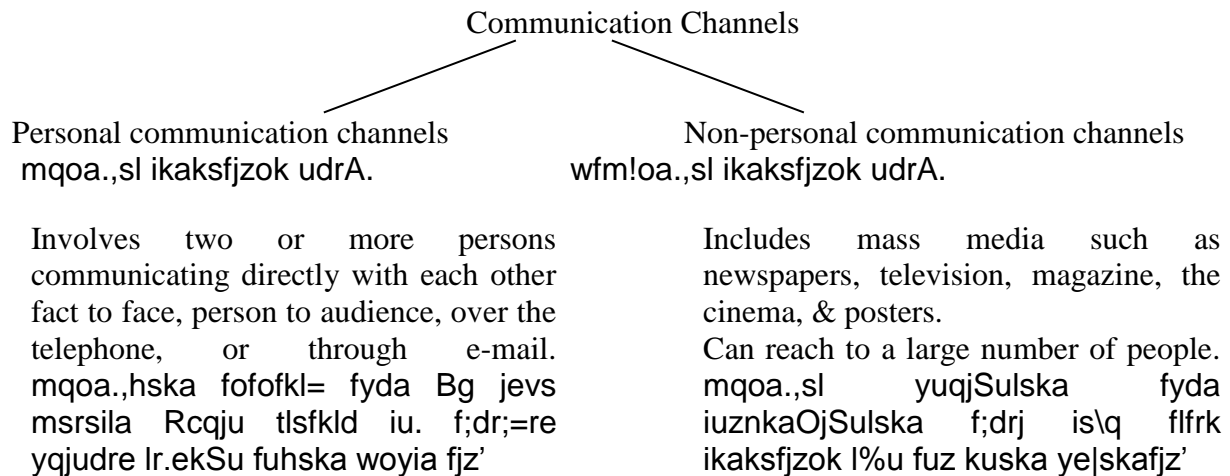 Communication Channels
Personal communication channels
mqoa.,sl ikaksfjzok udrA.
Non-personal communication channels
wfm!oa.,sl ikaksfjzok udrA.
Involves two or more persons
communicating directly with each other
fact to face, person to audience, over the
telephone, or through e-mail.
mqoa.,hska fofofkl= fyda Bg jevs
msrsila Rcqju tlsfkld iu. f;dr;=re
yqjudre lr.ekSu fuhska woyia fjz'
Includes mass media such as
newspapers, television, magazine, the
cinema, & posters.
Can reach to a large number of people.
mqoa.,sl yuqjSulska fyda
iuznkaOjSulska f;drj is\q flfrk
ikaksfjzok l%u fuz kuska ye|skafjz'